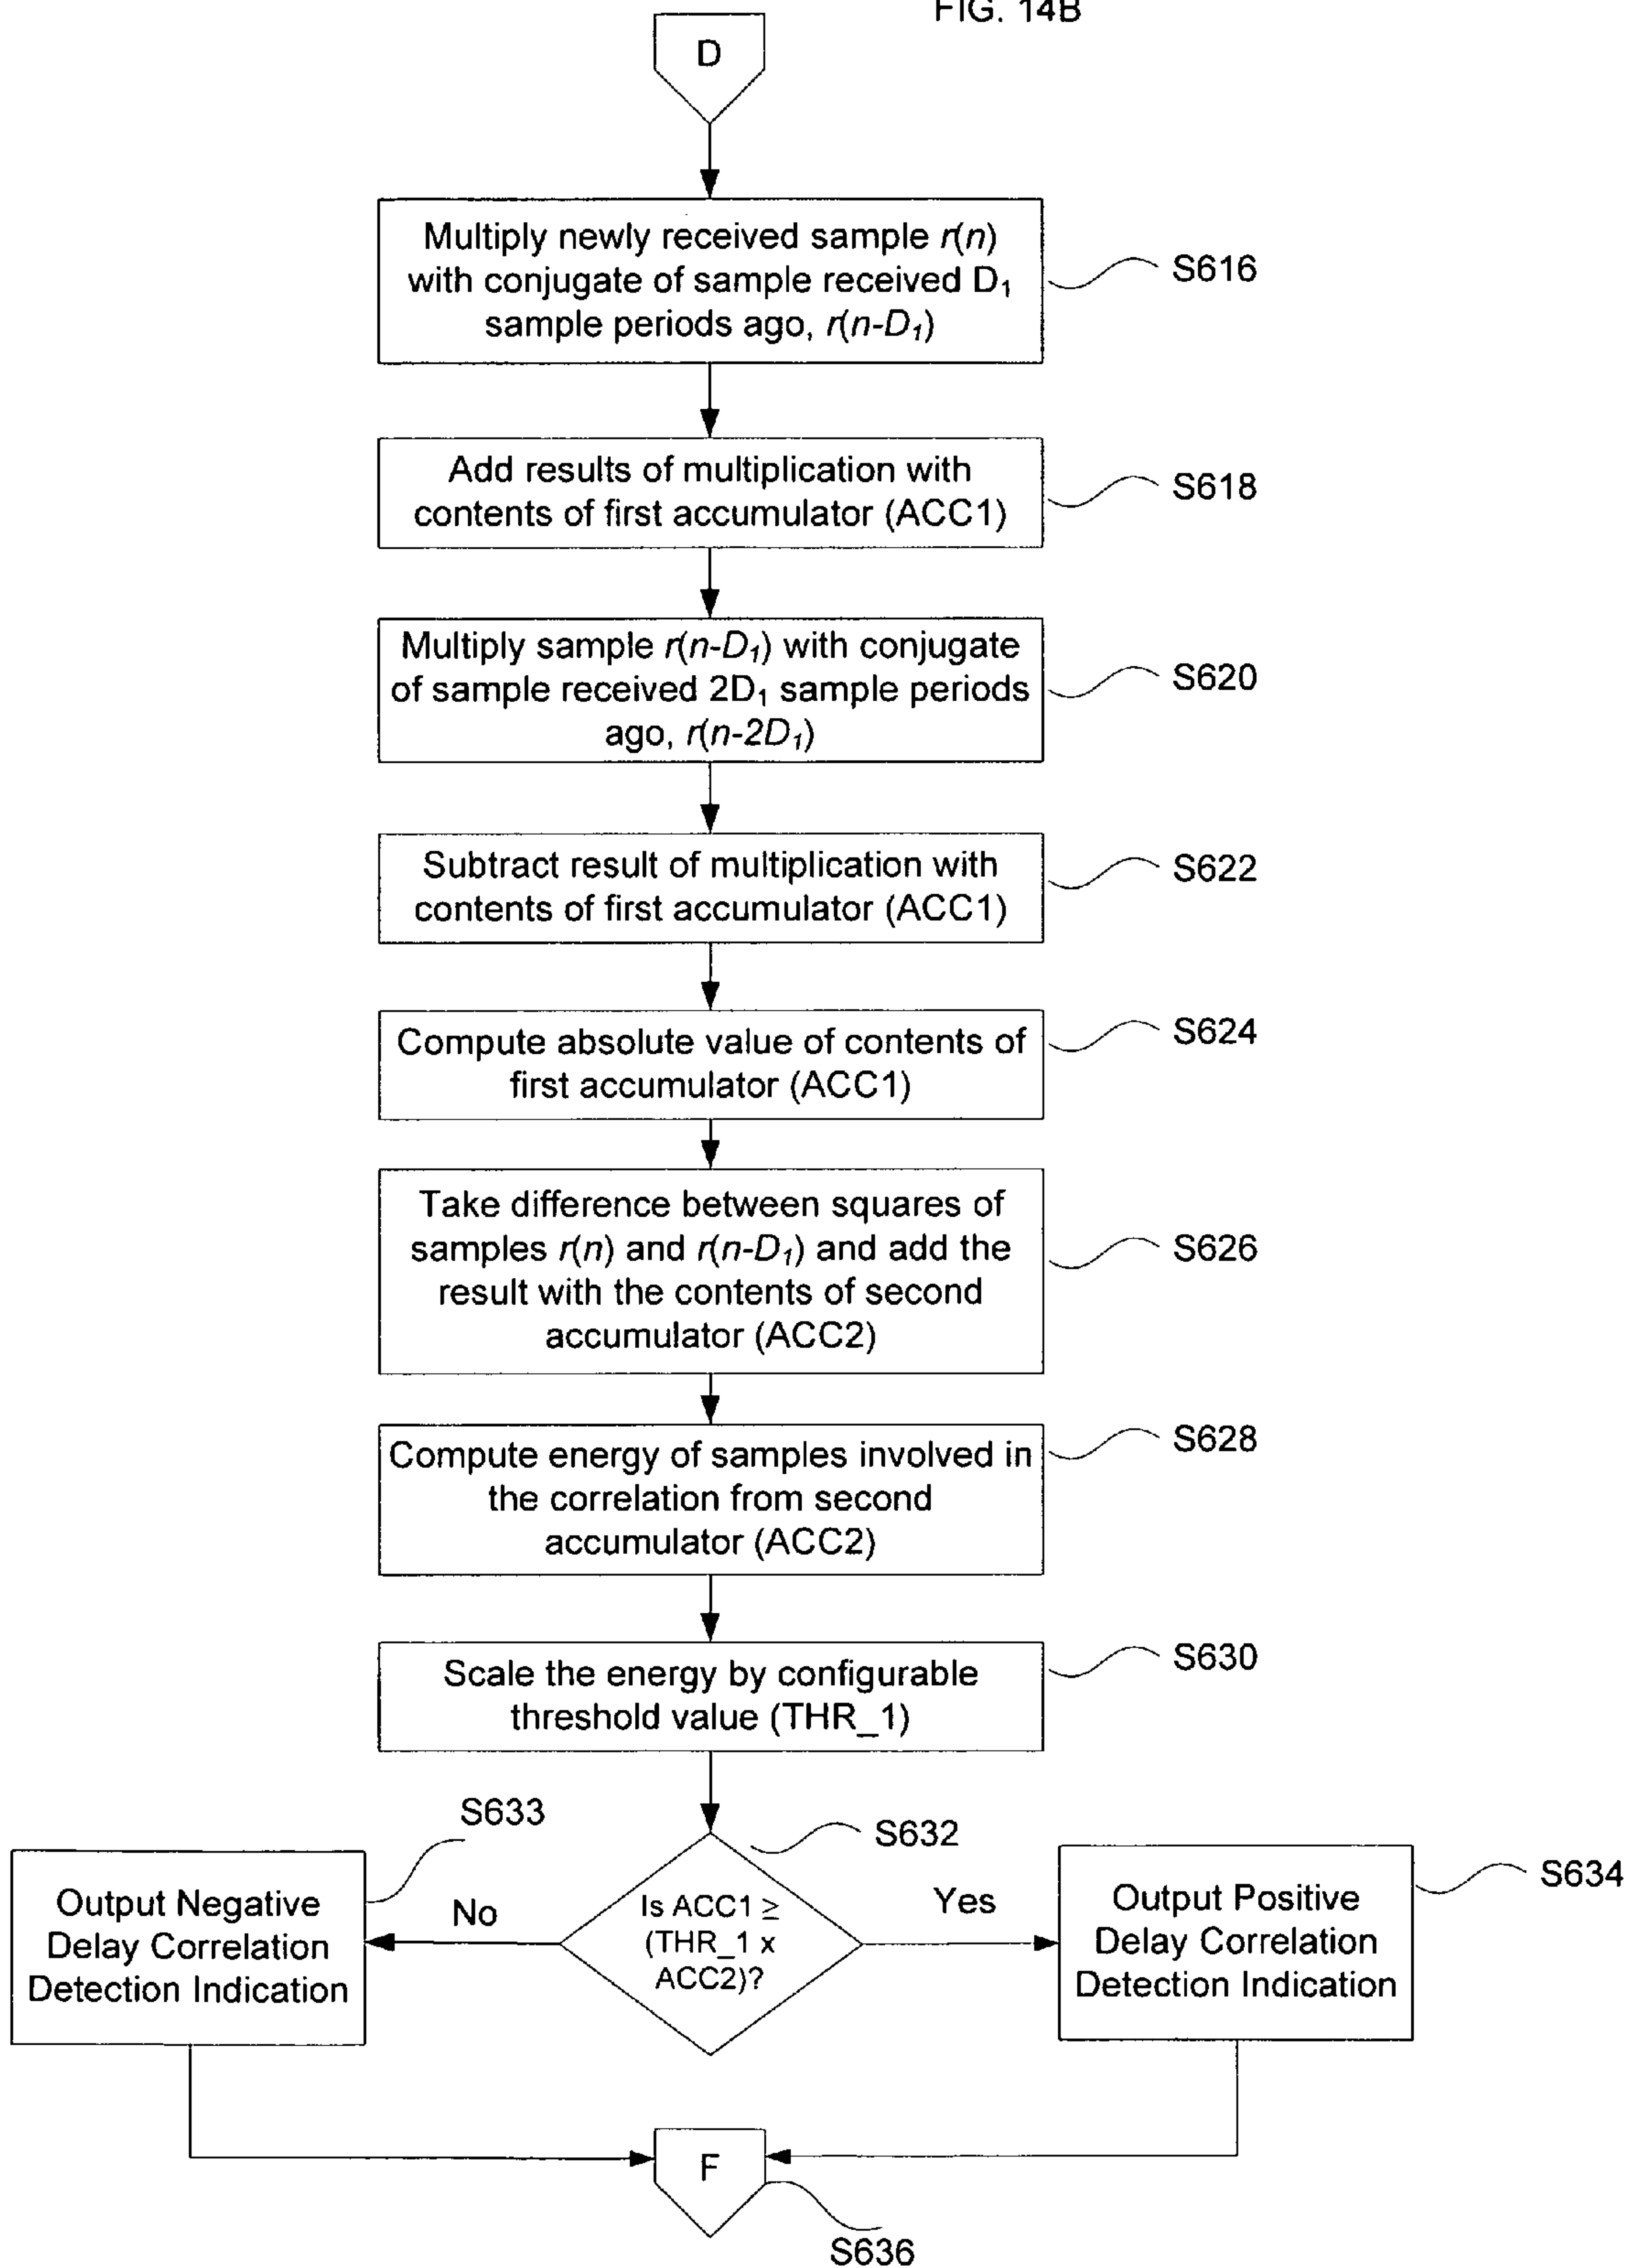 FIG. 14B
D
Multiply newly received sample r(n)
with conjugate of sample received D₁
sample periods ago, r(n-D₁)
S616
Add results of multiplication with
contents of first accumulator (ACC1)
S618
Multiply sample r(n-D₁) with conjugate
of sample received 2D₁ sample periods
ago, r(n-2D₁)
S620
Subtract result of multiplication with
contents of first accumulator (ACC1)
S622
Compute absolute value of contents of
first accumulator (ACC1)
S624
Take difference between squares of
samples r(n) and r(n-D₁) and add the
result with the contents of second
accumulator (ACC2)
S626
Compute energy of samples involved in
the correlation from second
accumulator (ACC2)
S628
Scale the energy by configurable
threshold value (THR_1)
S630
S633
Output Negative
Delay Correlation
Detection Indication
No
Is ACC1 ≥
(THR_1 x
ACC2)?
S632
Yes
Output Positive
Delay Correlation
Detection Indication
S634
F
S636